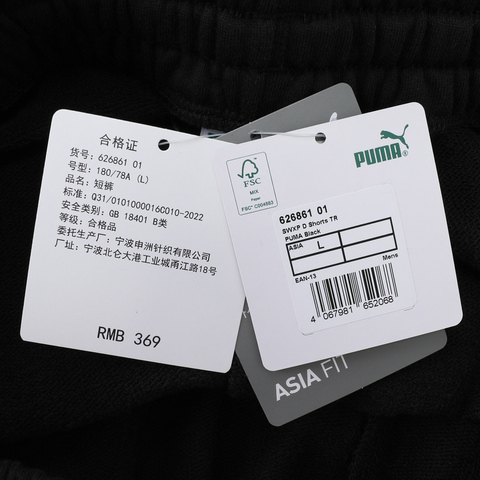 合格证
货号: 626861 01
号型: 180/78A (L)
品名: 短裤
标准: Q31/0101000016C010-2022
安全类别: GB 18401 B类
等级: 合格品
委托生产厂: 宁波申洲针织有限公司
厂址: 宁波北仑大港工业城甬江路18号
RMB 369
PUMA
FSC
MIX
Paper
FSC® C004693
626861 01
SWXP D Shorts TR
PUMA Black
ASIA L
EAN-13
Mens
4 067981 652068
ASIA FIT